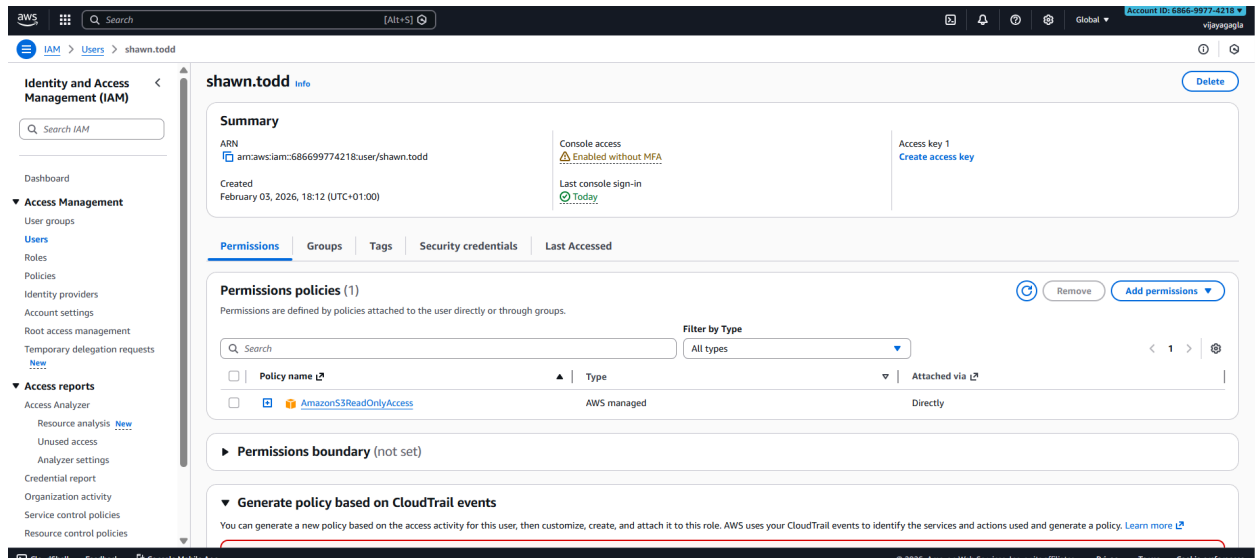 aws
Search [Alt+S]
Global
Account ID: 6866-9977-4218
vijayagagla
IAM > Users > shawn.todd
Identity and Access Management (IAM)
Search IAM
Dashboard
Access Management
User groups
Users
Roles
Policies
Identity providers
Account settings
Root access management
Temporary delegation requests
New
Access reports
Access Analyzer
Resource analysis New
Unused access
Analyzer settings
Credential report
Organization activity
Service control policies
Resource control policies
shawn.todd Info
Delete
Summary
ARN
arn:aws:iam::686699774218:user/shawn.todd
Console access
Enabled without MFA
Access key 1
Create access key
Created
February 03, 2026, 18:12 (UTC+01:00)
Last console sign-in
Today
Permissions Groups Tags Security credentials Last Accessed
Permissions policies (1)
Remove
Add permissions
Permissions are defined by policies attached to the user directly or through groups.
Filter by Type
Search
All types
1
Policy name Type Attached via
AmazonS3ReadOnlyAccess AWS managed Directly
Permissions boundary (not set)
Generate policy based on CloudTrail events
You can generate a new policy based on the access activity for this user, then customize, create, and attach it to this role. AWS uses your CloudTrail events to identify the services and actions used and generate a policy. Learn more